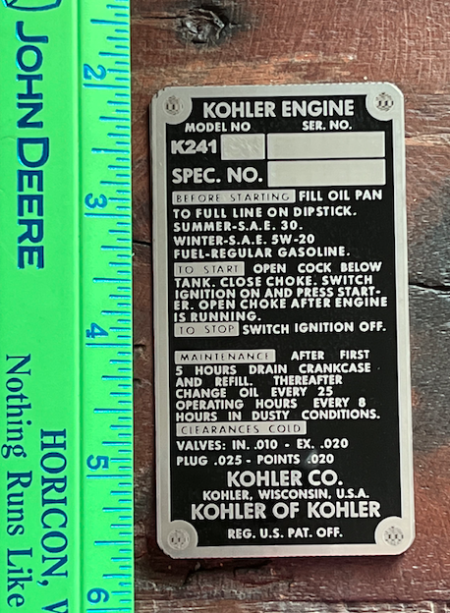 JOHN DEERE
HORICON, W
Nothing Runs Like
2
3
4
5
6
KOHLER ENGINE
MODEL NO SER. NO.
K241
SPEC. NO.
BEFORE STARTING FILL OIL PAN
TO FULL LINE ON DIPSTICK.
SUMMER-S.A.E. 30.
WINTER-S.A.E. 5W-20
FUEL-REGULAR GASOLINE.
TO START OPEN COCK BELOW
TANK. CLOSE CHOKE. SWITCH
IGNITION ON AND PRESS START-
ER. OPEN CHOKE AFTER ENGINE
IS RUNNING.
TO STOP SWITCH IGNITION OFF.
MAINTENANCE AFTER FIRST
5 HOURS DRAIN CRANKCASE
AND REFILL. THEREAFTER
CHANGE OIL EVERY 25
OPERATING HOURS EVERY 8
HOURS IN DUSTY CONDITIONS.
CLEARANCES COLD
VALVES: IN. .010 - EX. .020
PLUG .025 - POINTS .020
KOHLER CO.
KOHLER, WISCONSIN, U.S.A.
KOHLER OF KOHLER
REG. U.S. PAT. OFF.